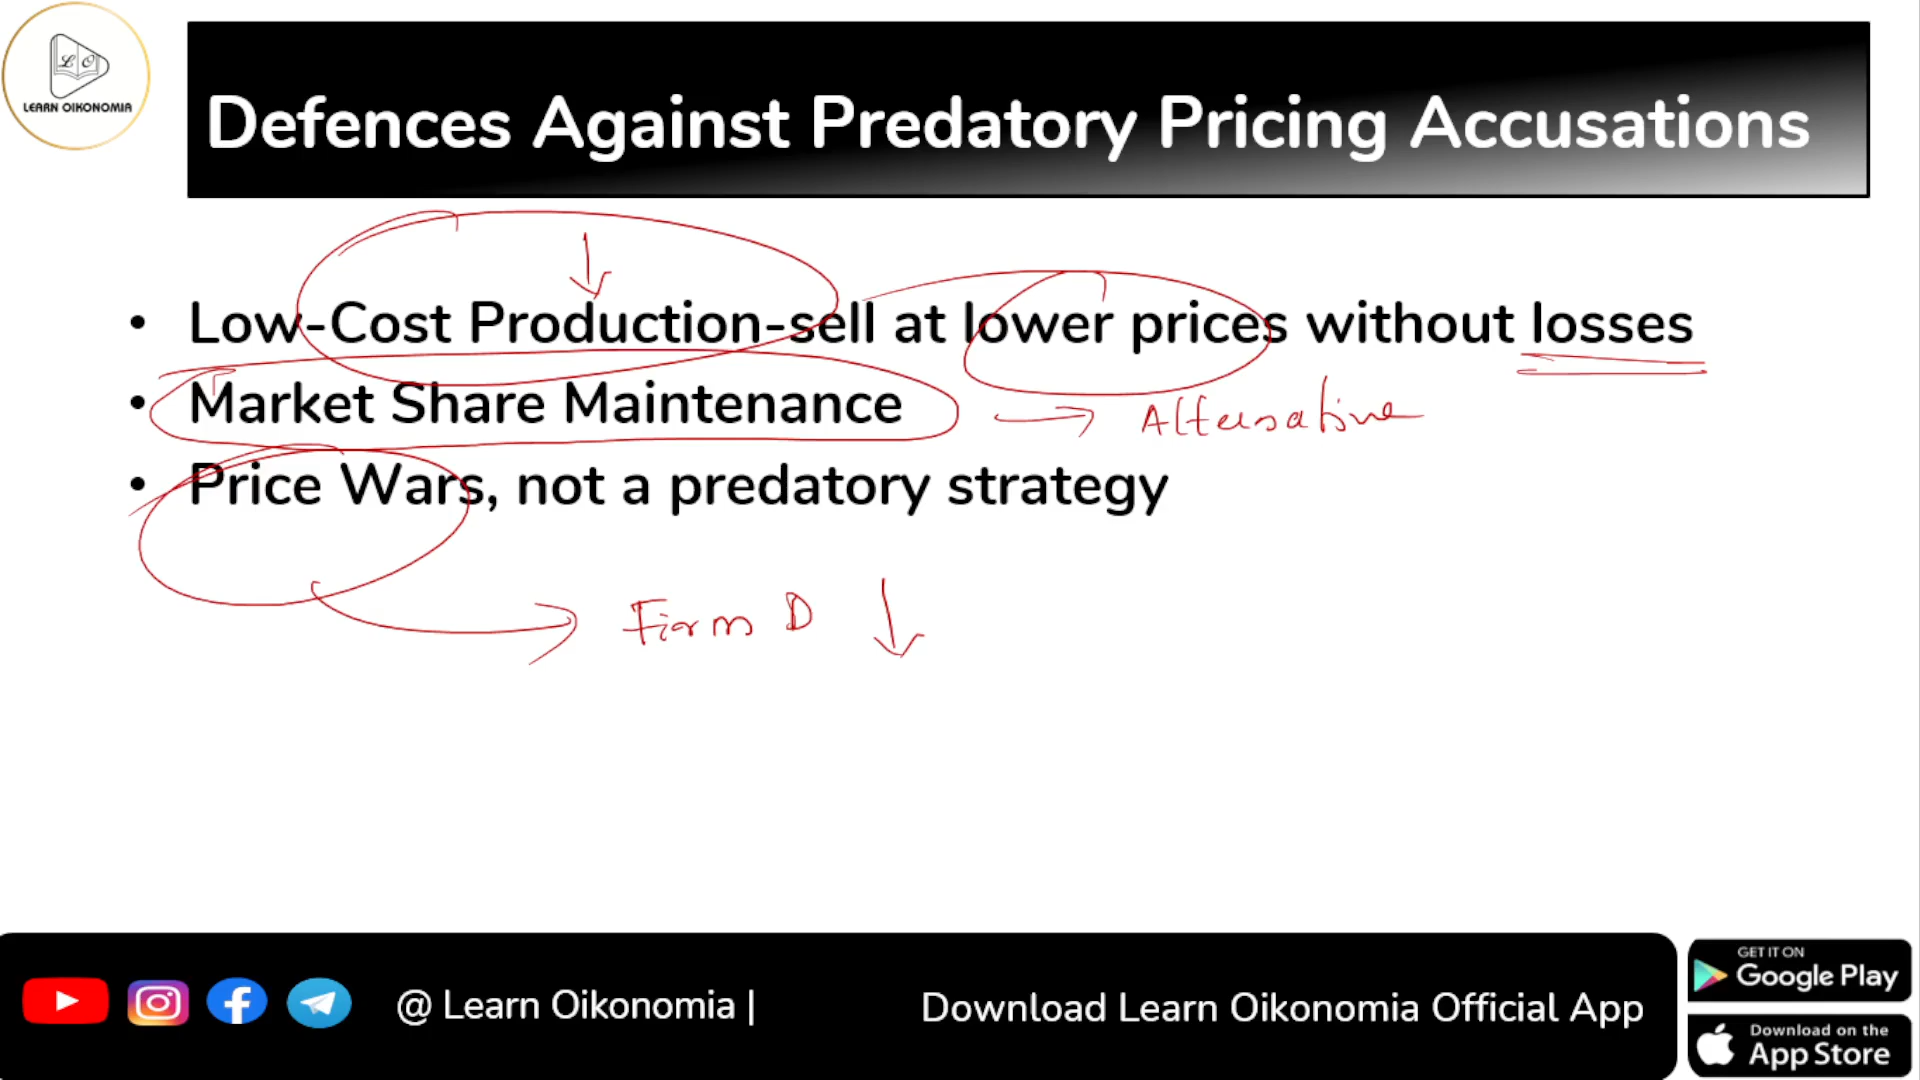 LO
LEARN OIKONOMIA
Defences Against Predatory Pricing Accusations
• Low-Cost Production-sell at lower prices without losses
• Market Share Maintenance
Alternative
• Price Wars, not a predatory strategy
Firm D
@ Learn Oikonomia |
Download Learn Oikonomia Official App
GET IT ON
Google Play
Download on the
App Store